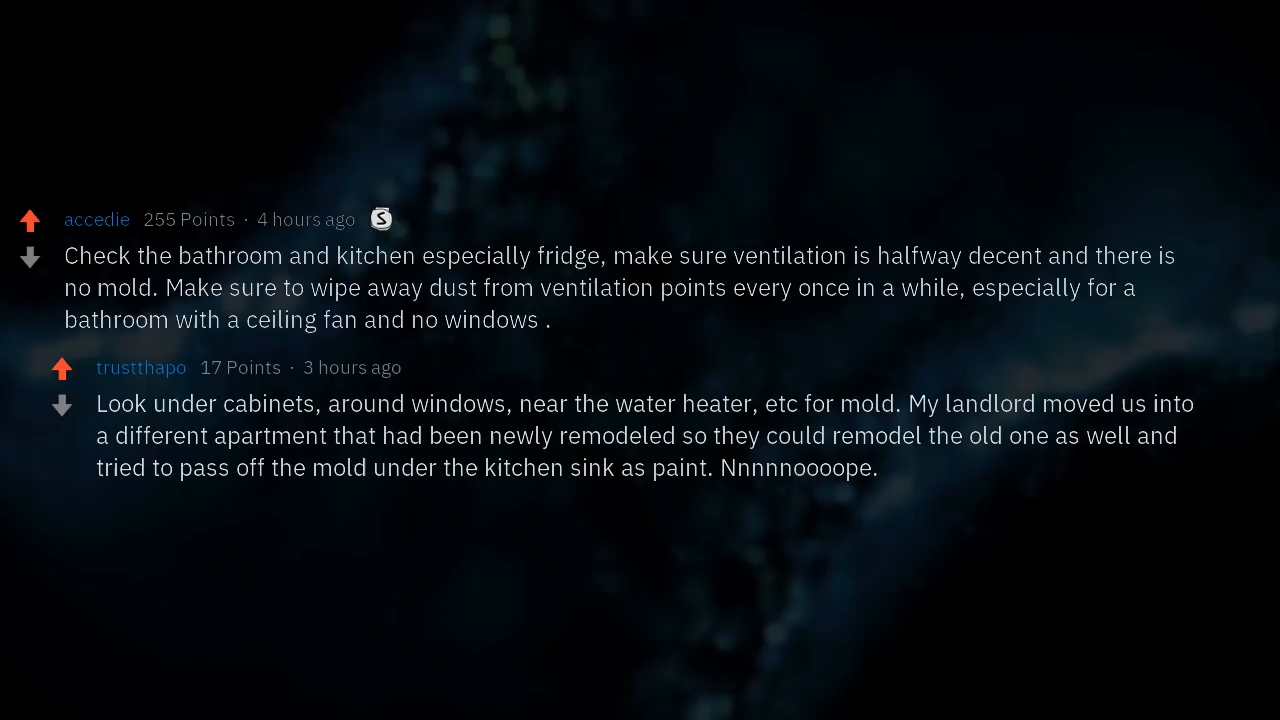 accedie 255 Points · 4 hours ago S
Check the bathroom and kitchen especially fridge, make sure ventilation is halfway decent and there is
no mold. Make sure to wipe away dust from ventilation points every once in a while, especially for a
bathroom with a ceiling fan and no windows .
trustthapo 17 Points · 3 hours ago
Look under cabinets, around windows, near the water heater, etc for mold. My landlord moved us into
a different apartment that had been newly remodeled so they could remodel the old one as well and
tried to pass off the mold under the kitchen sink as paint. Nnnnnoooope.